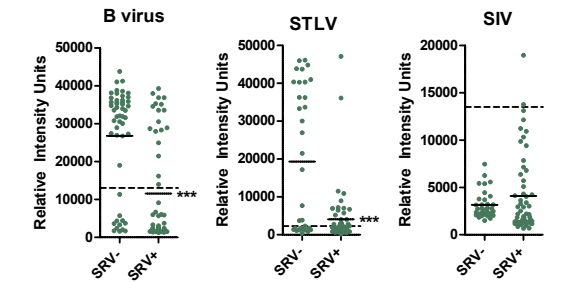 B virus
Relative Intensity Units
50000
40000
30000
20000
10000
0
***
SRV-
SRV+
STLV
Relative Intensity Units
50000
40000
30000
20000
10000
0
***
SRV-
SRV+
SIV
Relative Intensity Units
20000
15000
10000
5000
0
SRV-
SRV+